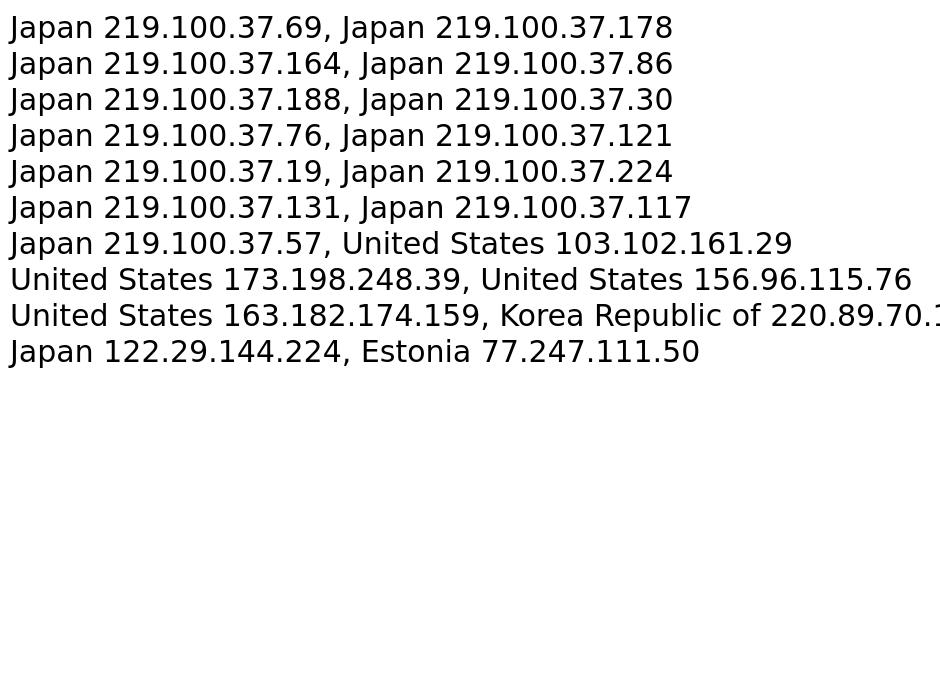 Japan 219.100.37.69, Japan 219.100.37.178
Japan 219.100.37.164, Japan 219.100.37.86
Japan 219.100.37.188, Japan 219.100.37.30
Japan 219.100.37.76, Japan 219.100.37.121
Japan 219.100.37.19, Japan 219.100.37.224
Japan 219.100.37.131, Japan 219.100.37.117
Japan 219.100.37.57, United States 103.102.161.29
United States 173.198.248.39, United States 156.96.115.76
United States 163.182.174.159, Korea Republic of 220.89.70.
Japan 122.29.144.224, Estonia 77.247.111.50